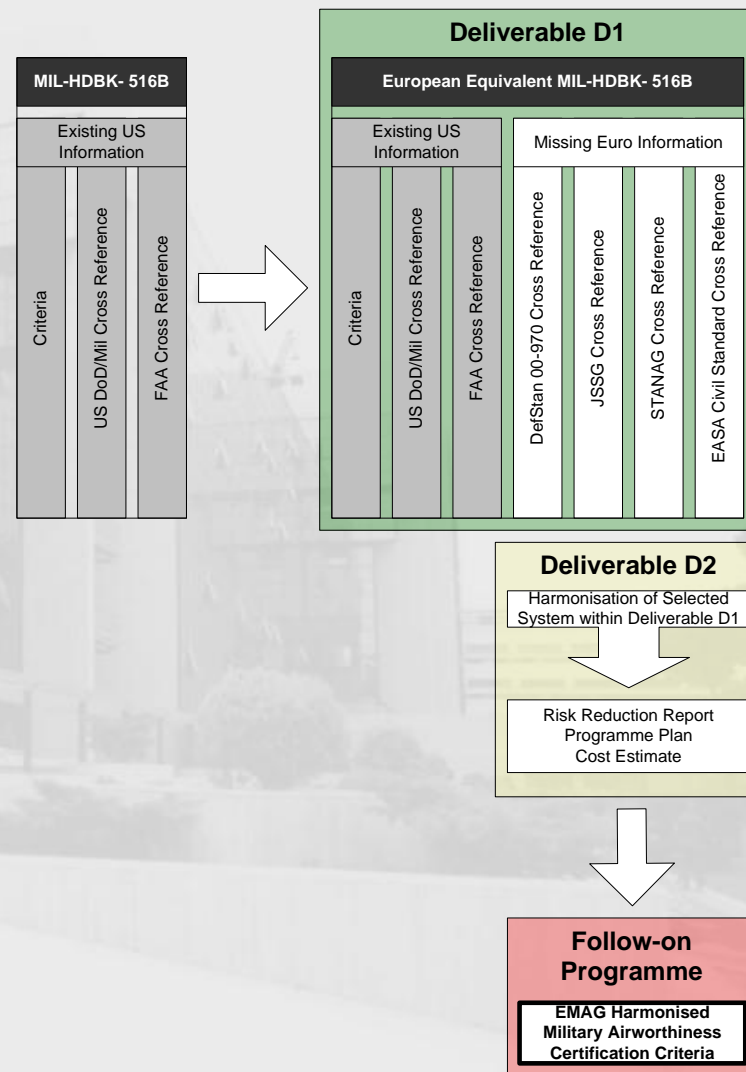 MIL-HDBK- 516B
Existing US
Information
Criteria
US DoD/Mil Cross Reference
FAA Cross Reference
Deliverable D1
European Equivalent MIL-HDBK- 516B
Existing US
Information
Missing Euro Information
Criteria
US DoD/Mil Cross Reference
FAA Cross Reference
DefStan 00-970 Cross Reference
JSSG Cross Reference
STANAG Cross Reference
EASA Civil Standard Cross Reference
Deliverable D2
Harmonisation of Selected
System within Deliverable D1
Risk Reduction Report
Programme Plan
Cost Estimate
Follow-on
Programme
EMAG Harmonised
Military Airworthiness
Certification Criteria